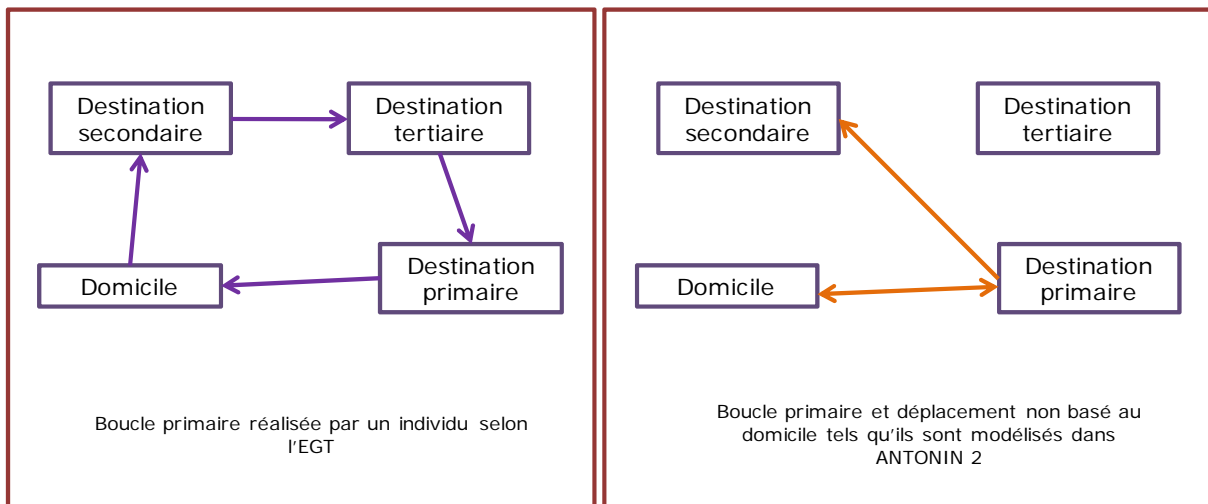 Destination
secondaire
Destination
tertiaire
Domicile
Destination
primaire
Boucle primaire réalisée par un individu selon
l'EGT
Destination
secondaire
Destination
tertiaire
Domicile
Destination
primaire
Boucle primaire et déplacement non basé au
domicile tels qu'ils sont modélisés dans
ANTONIN 2